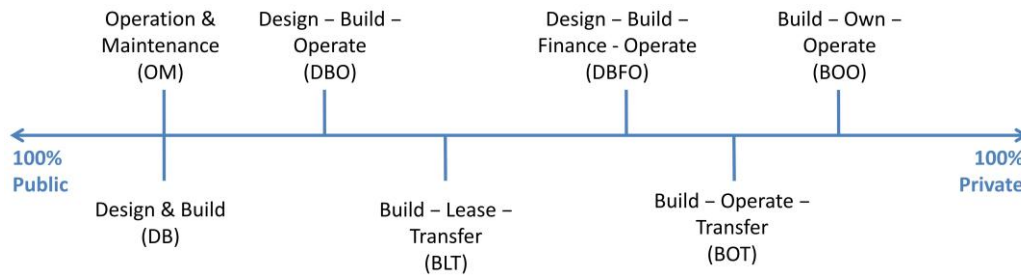 Operation &
Maintenance
(OM)
Design – Build –
Operate
(DBO)
Design – Build –
Finance - Operate
(DBFO)
Build – Own –
Operate
(BOO)
100%
Public
100%
Private
Design & Build
(DB)
Build – Lease –
Transfer
(BLT)
Build – Operate –
Transfer
(BOT)